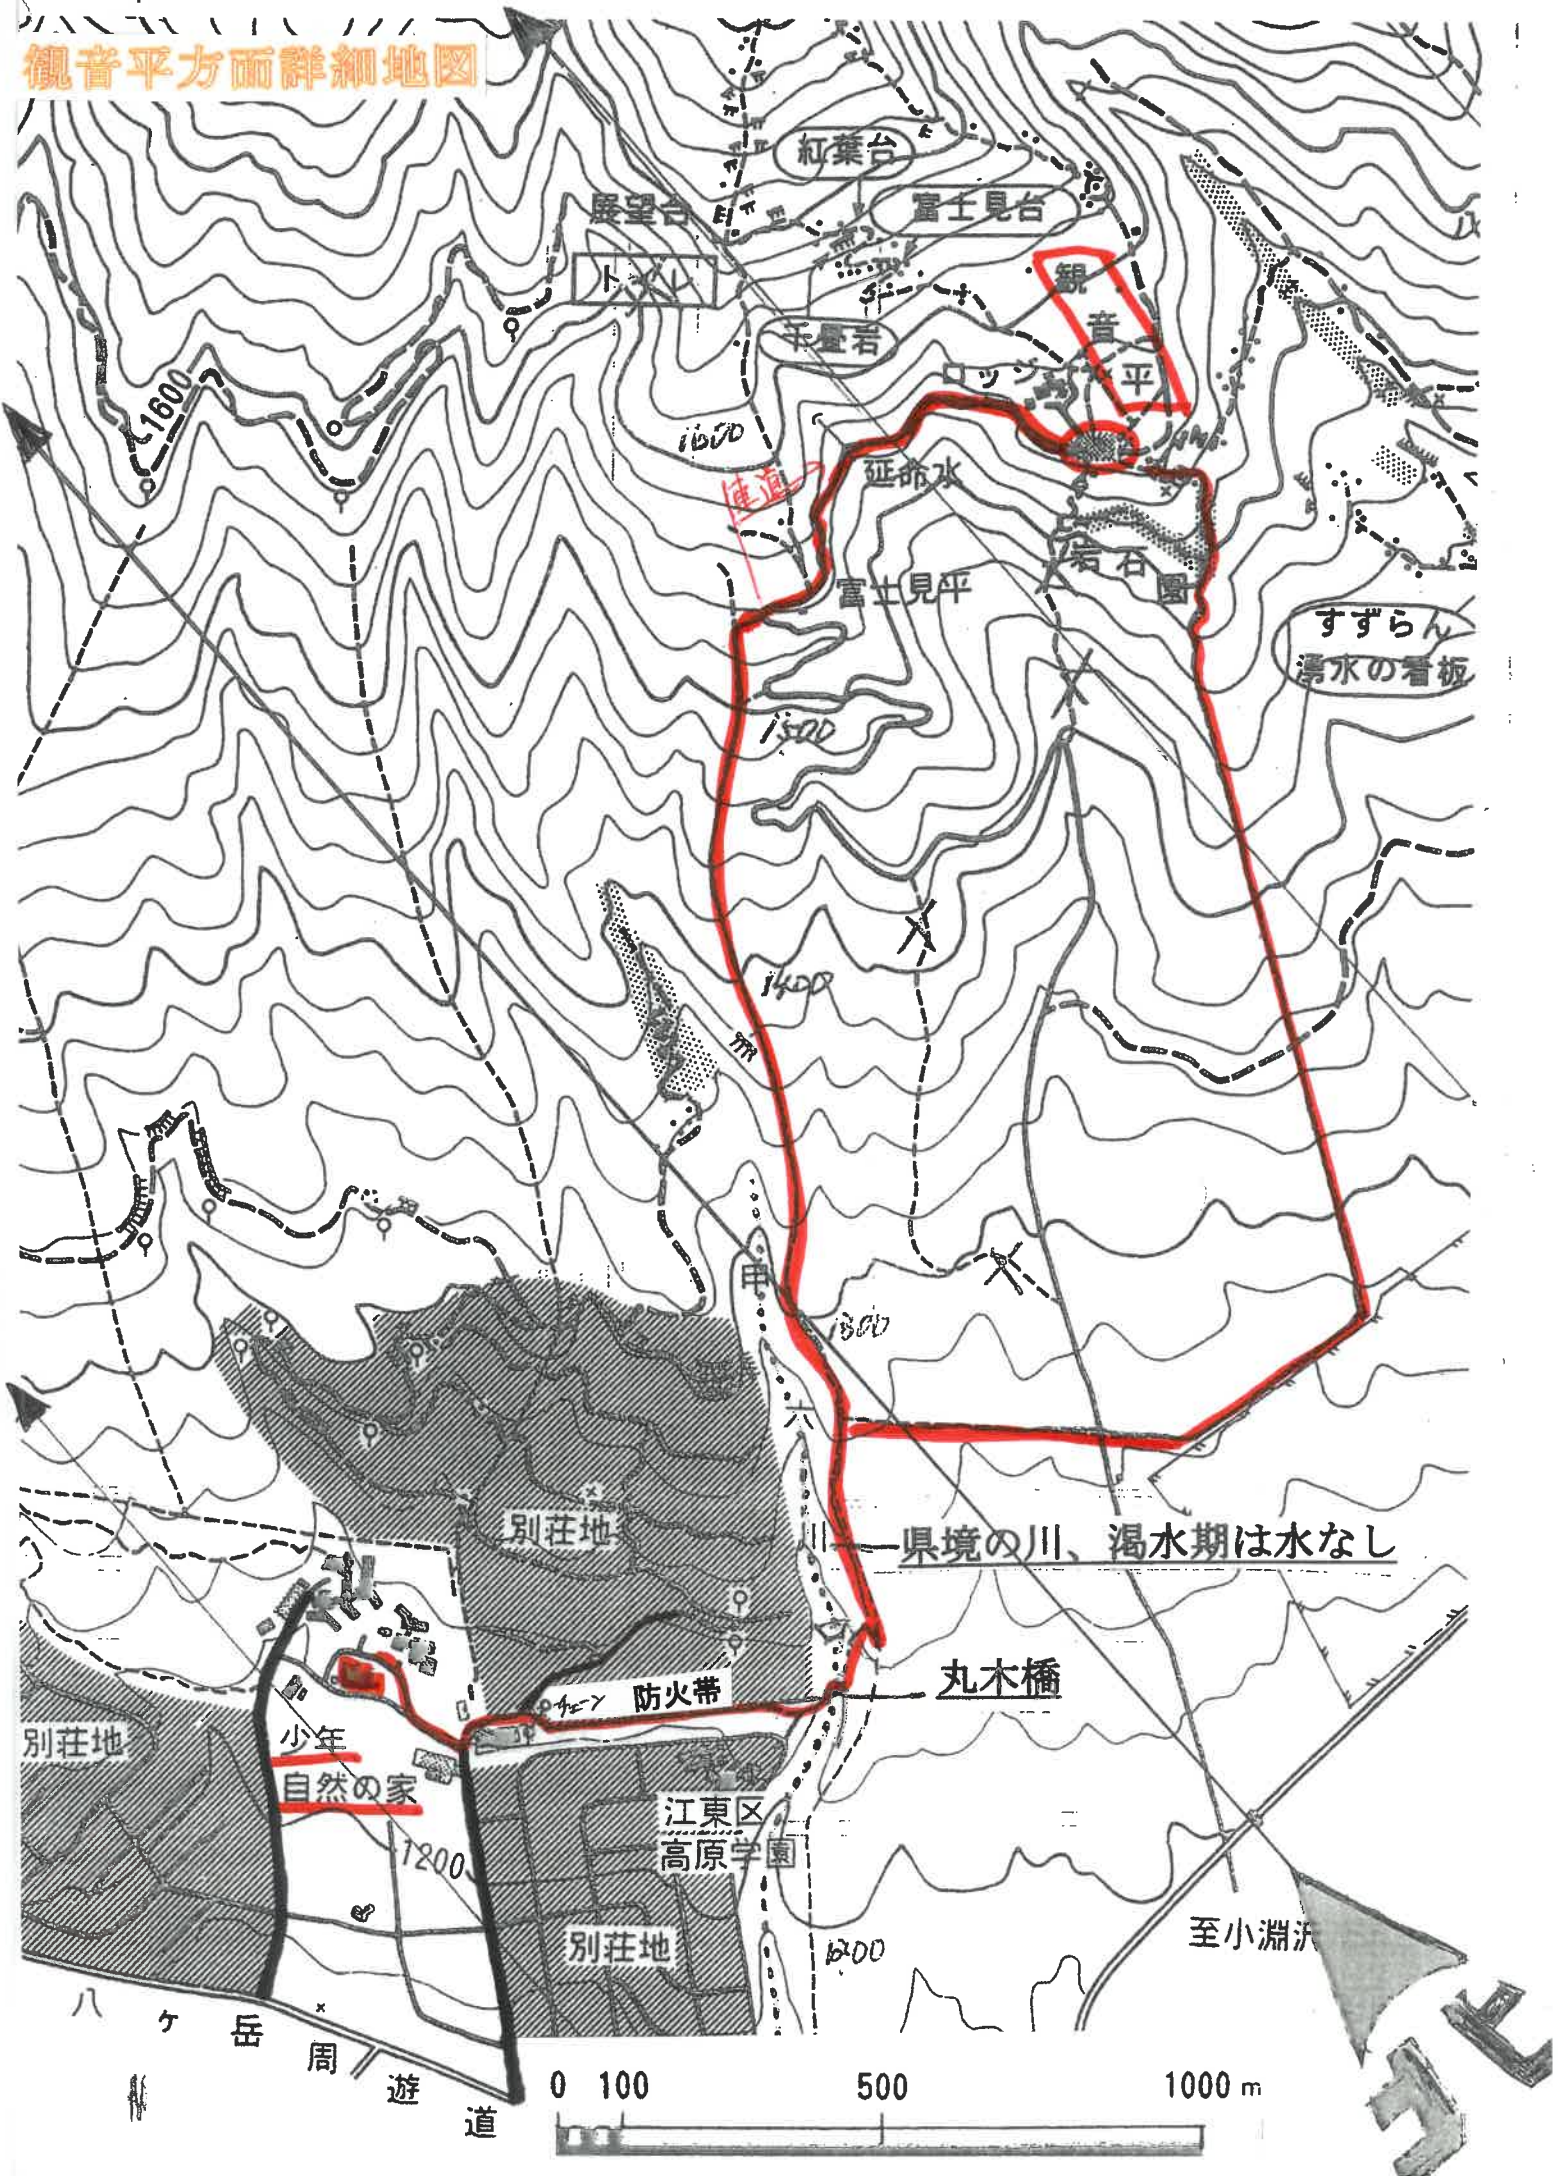 観音平方面詳細地図
紅葉台
展望台
富士見台
観
音
平
千畳岩
ロッジ
1600
1600
車道
延命水
岩石園
富士見平
すずらん
湧水の看板
1500
1400
甲
1300
六
川
別荘地
県境の川、渇水期は水なし
丸木橋
チェーン
防火帯
別荘地
少年
自然の家
江東区
高原学園
1200
別荘地
1200
至小淵沢
八ヶ岳周遊道
0 100 500 1000 m